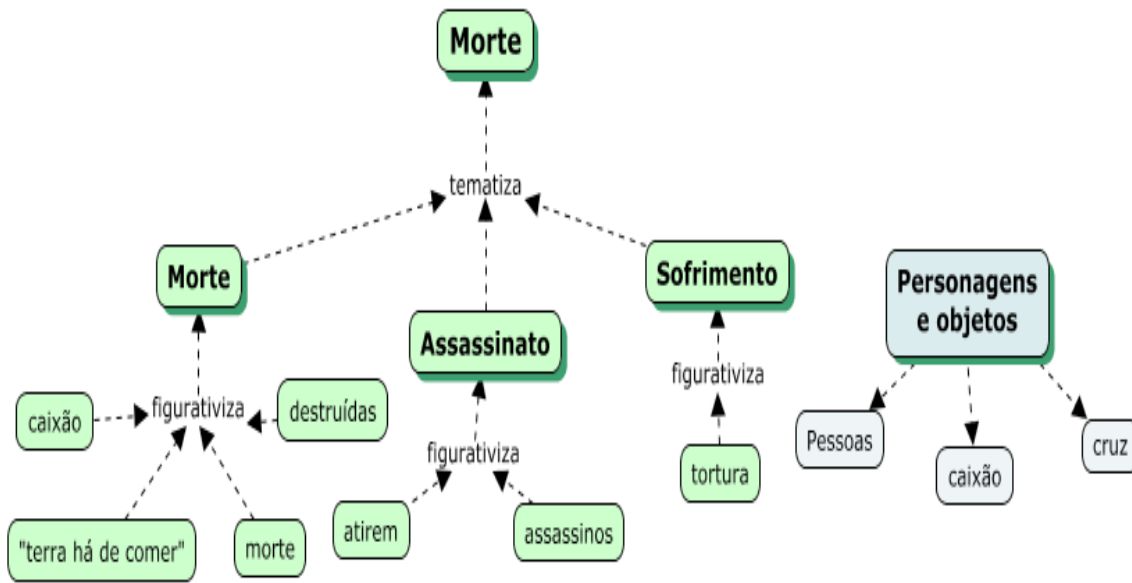 Morte
tematiza
Morte
Assassinato
Sofrimento
Personagens
e objetos
figurativiza
caixão
destruídas
"terra há de comer"
morte
figurativiza
atirem
assassinos
figurativiza
tortura
Pessoas
caixão
cruz